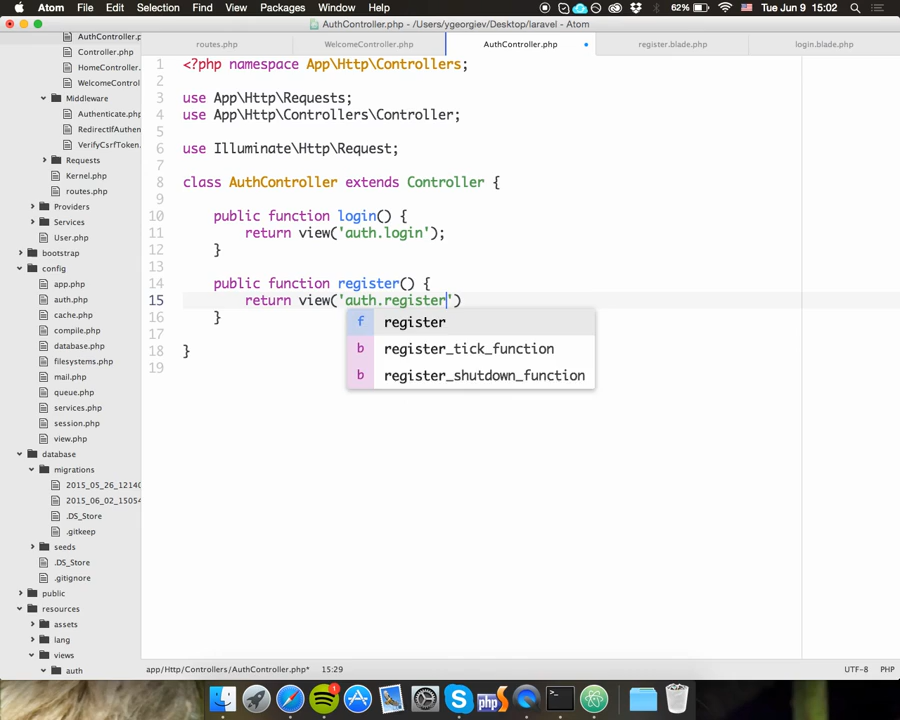 Atom File Edit Selection Find View Packages Window Help 62% Tue Jun 9 15:02
AuthController.php - /Users/ygeorgiev/Desktop/laravel - Atom
routes.php WelcomeController.php AuthController.php register.blade.php login.blade.php
AuthController.php
Controller.php
HomeController.
WelcomeControl
Middleware
Authenticate.php
RedirectIfAuthen
VerifyCsrfToken.
Requests
Kernel.php
routes.php
Providers
Services
User.php
bootstrap
config
app.php
auth.php
cache.php
compile.php
database.php
filesystems.php
mail.php
queue.php
services.php
session.php
view.php
database
migrations
2015_05_26_12140
2015_06_02_15054
.DS_Store
.gitkeep
seeds
.DS_Store
.gitignore
public
resources
assets
lang
views
auth
1 <?php namespace App\Http\Controllers;
2
3 use App\Http\Requests;
4 use App\Http\Controllers\Controller;
5
6 use Illuminate\Http\Request;
7
8 class AuthController extends Controller {
9
10 public function login() {
11 return view('auth.login');
12 }
13
14 public function register() {
15 return view('auth.register')
16 }
17
18 }
19
f register
b register_tick_function
b register_shutdown_function
app/Http/Controllers/AuthController.php* 15:29 UTF-8 PHP
1
php